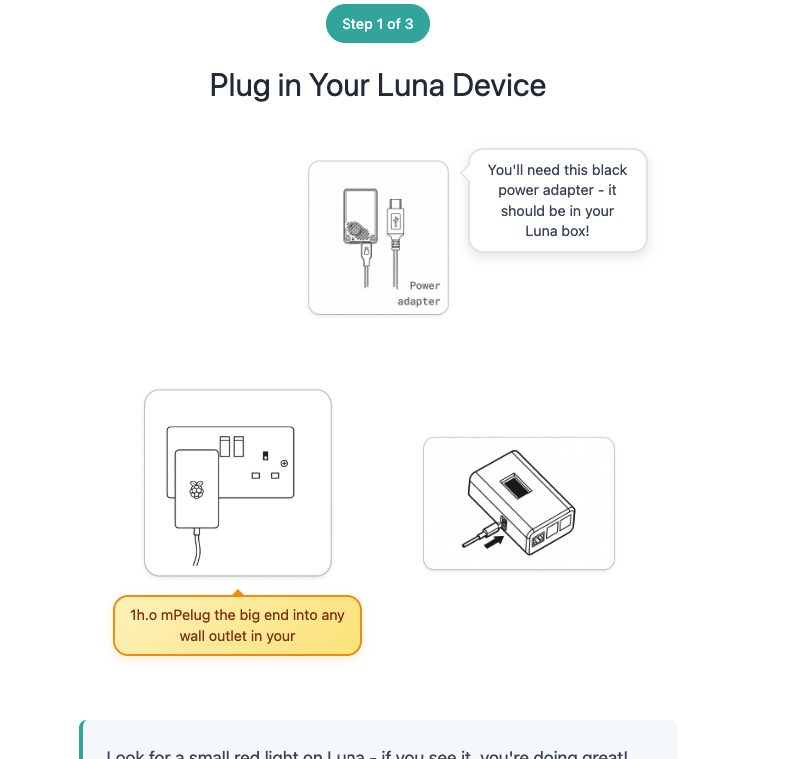 Step 1 of 3
Plug in Your Luna Device
You'll need this black
power adapter - it
should be in your
Luna box!
Power
adapter
1h.o mPelug the big end into any
wall outlet in your
Look for a small red light on Luna - if you see it, you're doing great!